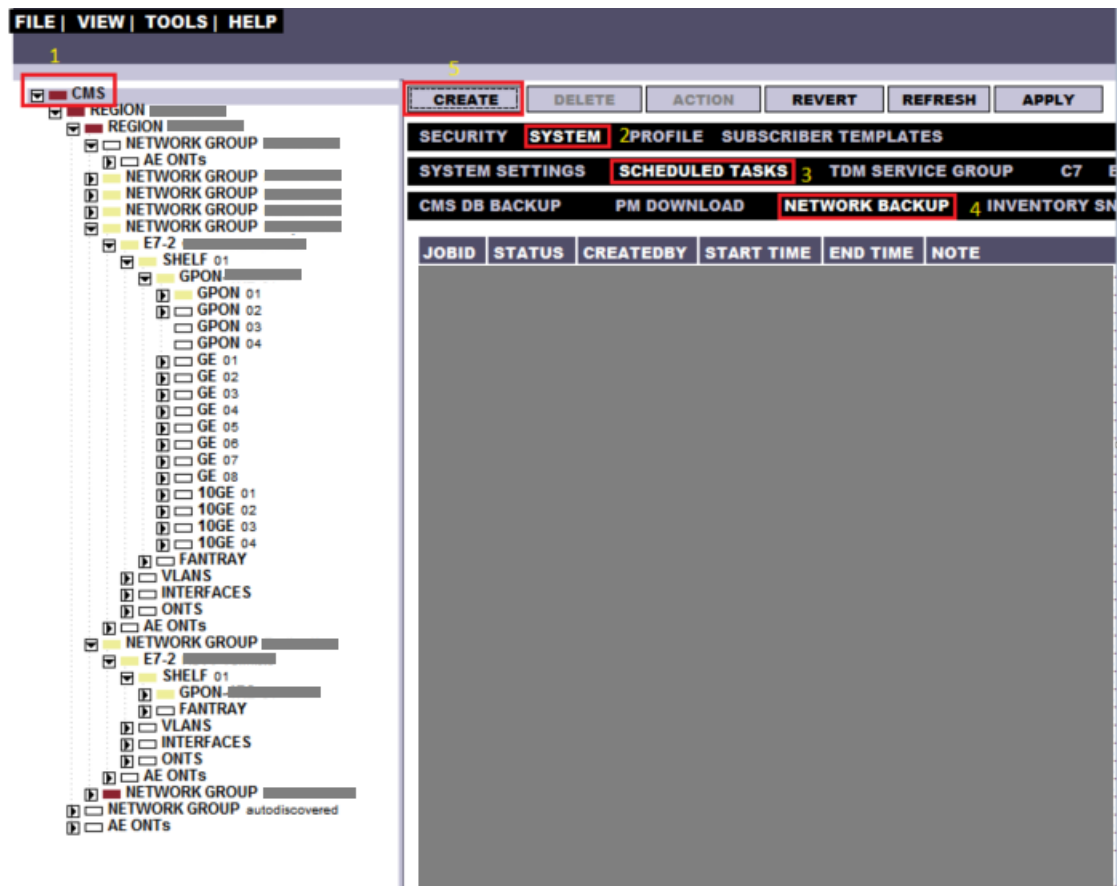 FILE | VIEW | TOOLS | HELP
1
CMS
REGION
REGION
NETWORK GROUP
AE ONTs
NETWORK GROUP
NETWORK GROUP
NETWORK GROUP
NETWORK GROUP
E7-2
SHELF 01
GPON
GPON 01
GPON 02
GPON 03
GPON 04
GE 01
GE 02
GE 03
GE 04
GE 05
GE 06
GE 07
GE 08
10GE 01
10GE 02
10GE 03
10GE 04
FANTRAY
VLANS
INTERFACES
ONTS
AE ONTs
NETWORK GROUP
E7-2
SHELF 01
GPON-
FANTRAY
VLANS
INTERFACES
ONTS
AE ONTs
NETWORK GROUP
NETWORK GROUP autodiscovered
AE ONTs
5
CREATE DELETE ACTION REVERT REFRESH APPLY
SECURITY SYSTEM 2 PROFILE SUBSCRIBER TEMPLATES
SYSTEM SETTINGS SCHEDULED TASKS 3 TDM SERVICE GROUP C7 E
CMS DB BACKUP PM DOWNLOAD NETWORK BACKUP 4 INVENTORY SN
JOBID STATUS CREATEDBY START TIME END TIME NOTE